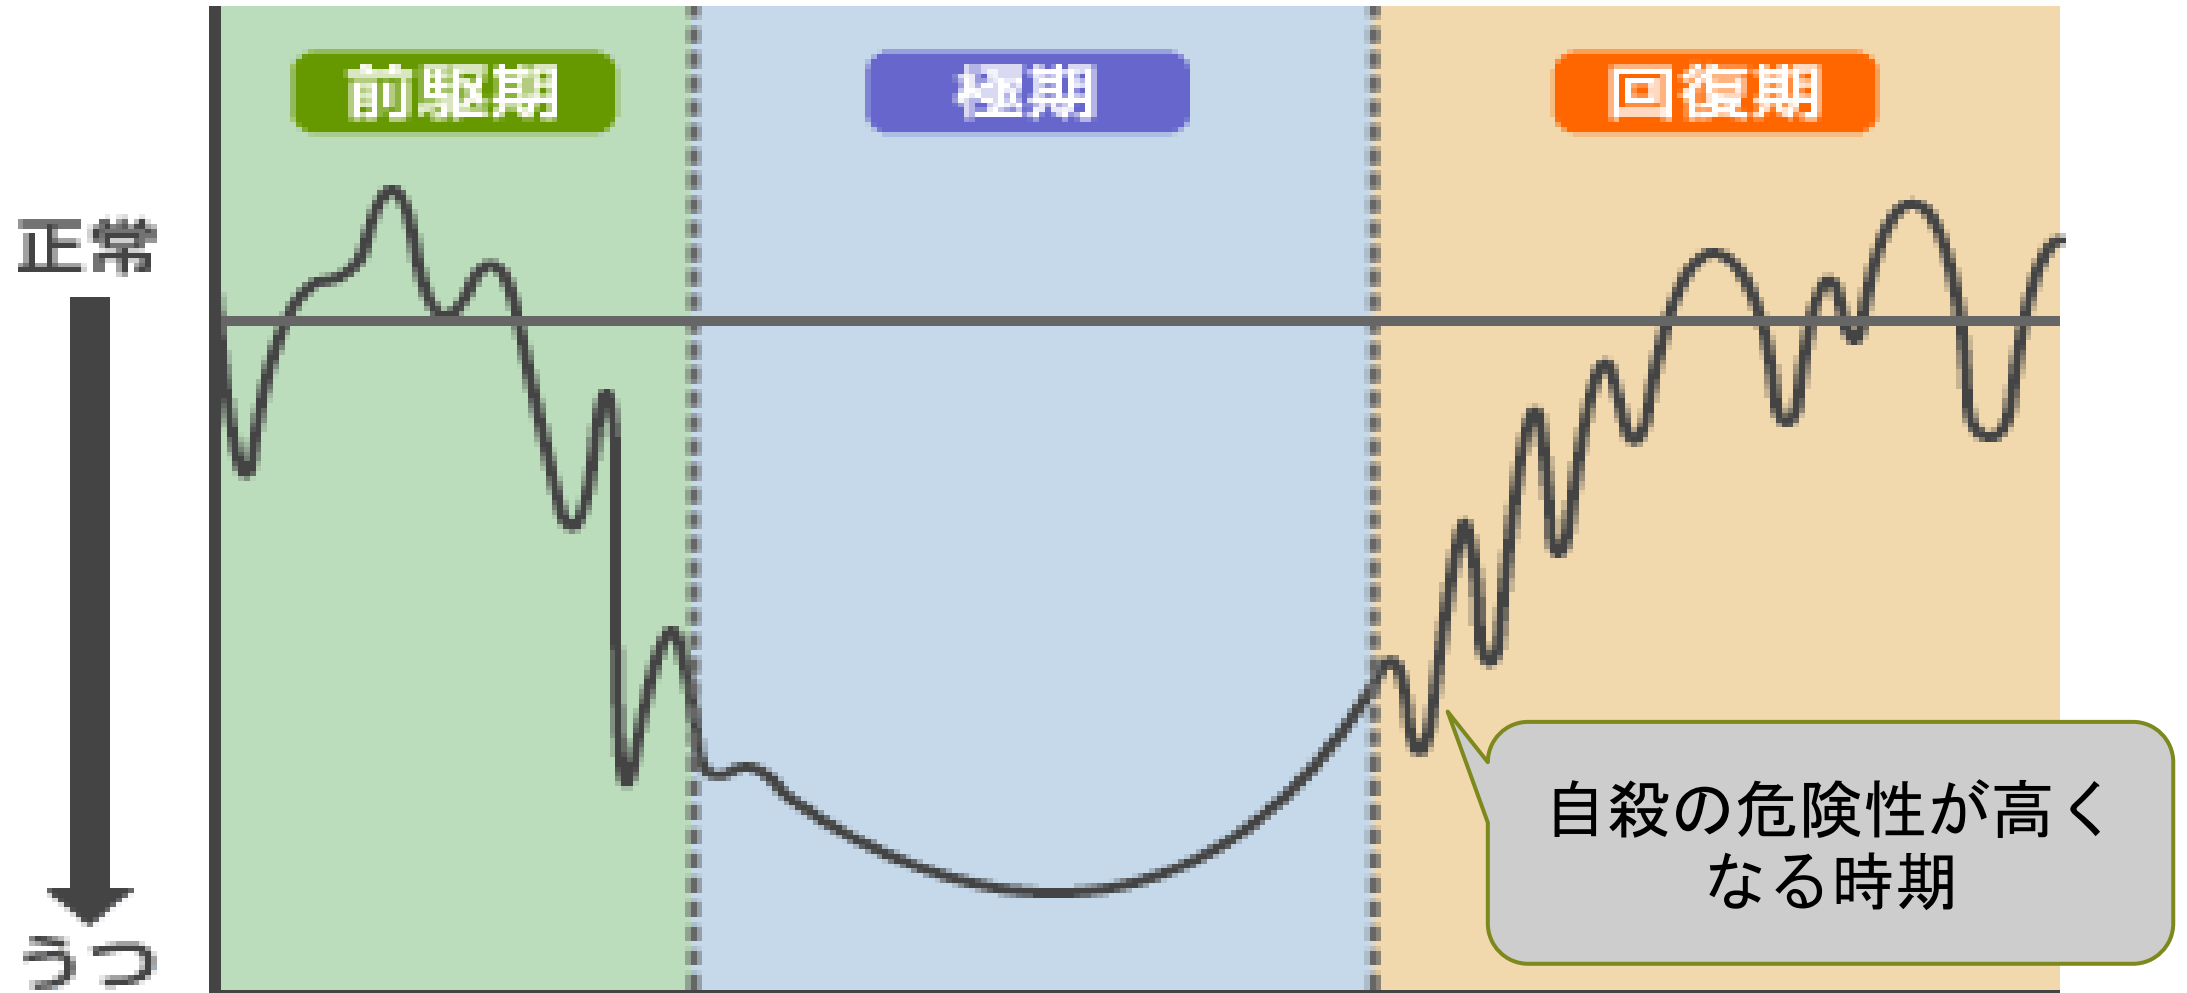 前駆期
極期
回復期
正常
うつ
自殺の危険性が高く
なる時期